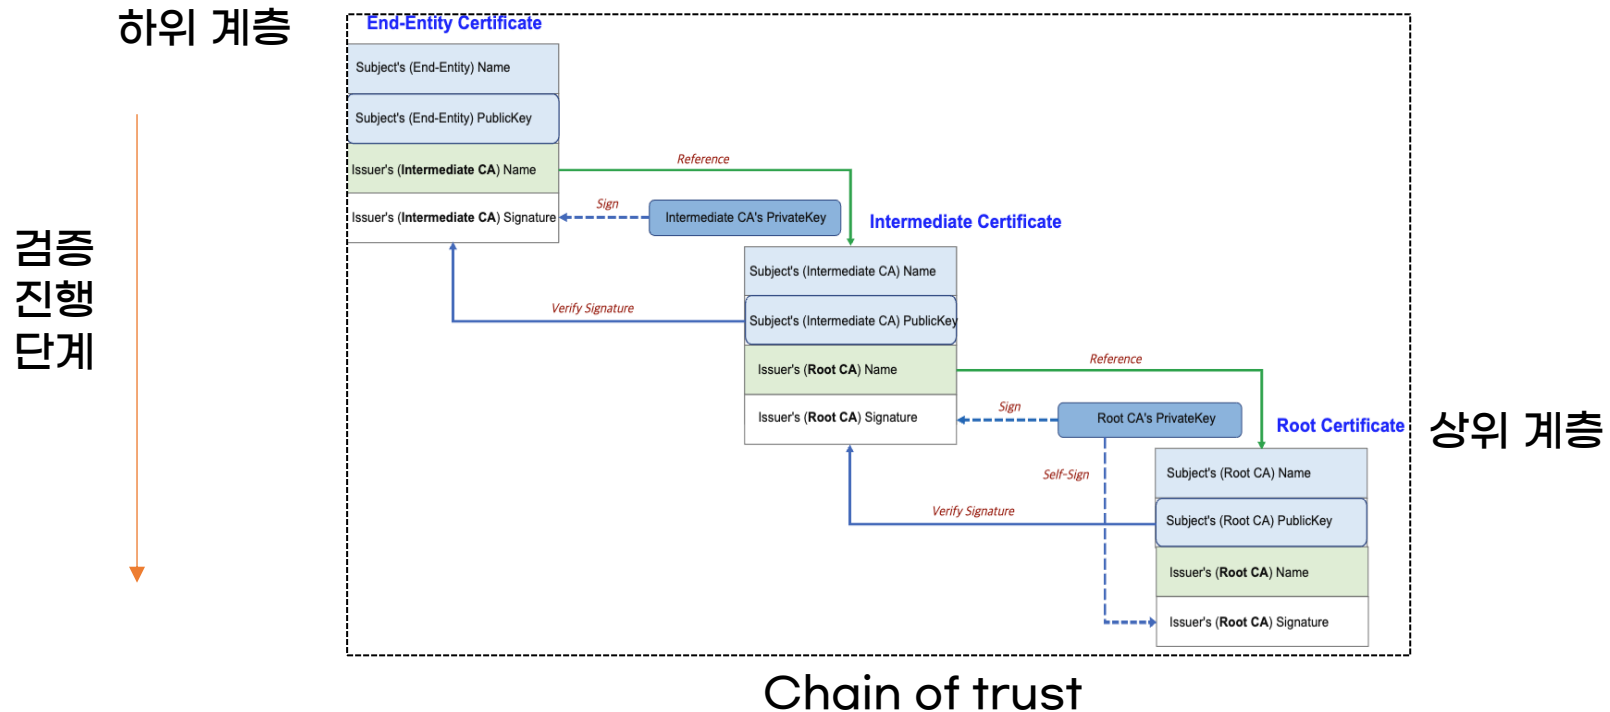 하위 계층
End-Entity Certificate
Subject's (End-Entity) Name
Subject's (End-Entity) PublicKey
Issuer's (Intermediate CA) Name
Reference
Issuer's (Intermediate CA) Signature
Sign
Intermediate CA's PrivateKey
Intermediate Certificate
검증
진행
단계
Subject's (Intermediate CA) Name
Verify Signature
Subject's (Intermediate CA) PublicKey
Issuer's (Root CA) Name
Reference
Issuer's (Root CA) Signature
Sign
Root CA's PrivateKey
Root Certificate
상위 계층
Self-Sign
Subject's (Root CA) Name
Verify Signature
Subject's (Root CA) PublicKey
Issuer's (Root CA) Name
Issuer's (Root CA) Signature
Chain of trust